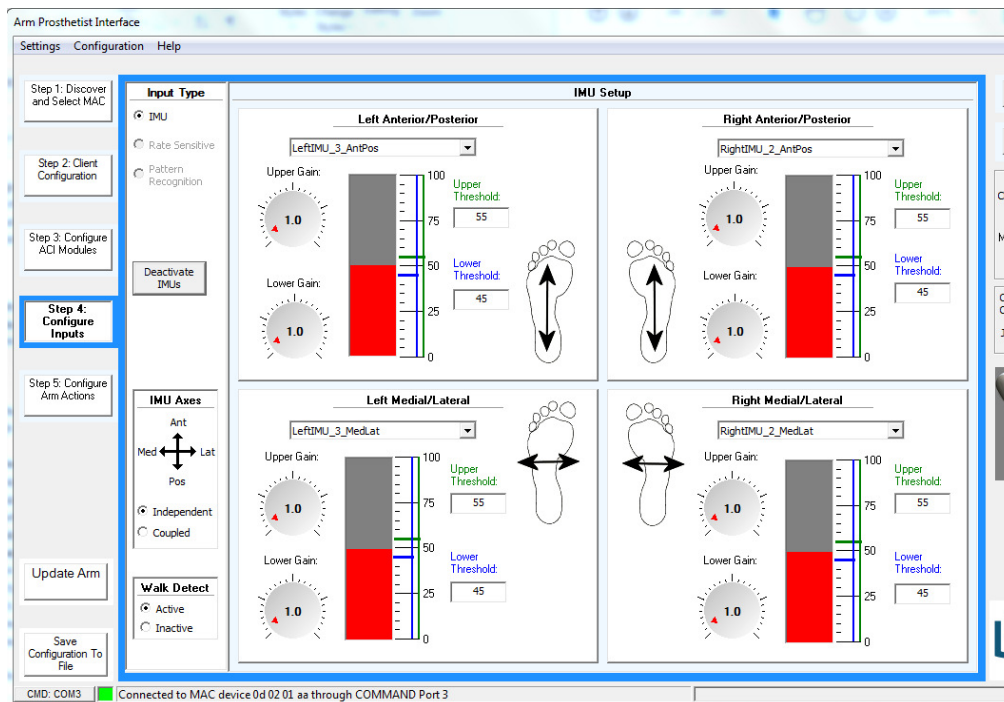 Arm Prosthetist Interface
Settings Configuration Help
Step 1: Discover
and Select MAC
Step 2: Client
Configuration
Step 3: Configure
ACI Modules
Step 4:
Configure
Inputs
Step 5: Configure
Arm Actions
Update Arm
Save
Configuration To
File
Input Type
IMU
Rate Sensitive
Pattern
Recognition
Deactivate
IMUs
IMU Axes
Ant
Med Lat
Pos
Independent
Coupled
Walk Detect
Active
Inactive
IMU Setup
Left Anterior/Posterior
LeftIMU_3_AntPos
Upper Gain:
1.0
Lower Gain:
1.0
100
75
50
25
0
Upper
Threshold:
55
Lower
Threshold:
45
Right Anterior/Posterior
RightIMU_2_AntPos
Upper Gain:
1.0
Lower Gain:
1.0
100
75
50
25
0
Upper
Threshold:
55
Lower
Threshold:
45
Left Medial/Lateral
LeftIMU_3_MedLat
Upper Gain:
1.0
Lower Gain:
1.0
100
75
50
25
0
Upper
Threshold:
55
Lower
Threshold:
45
Right Medial/Lateral
RightIMU_2_MedLat
Upper Gain:
1.0
Lower Gain:
1.0
100
75
50
25
0
Upper
Threshold:
55
Lower
Threshold:
45
CMD: COM3
Connected to MAC device 0d 02 01 aa through COMMAND Port 3